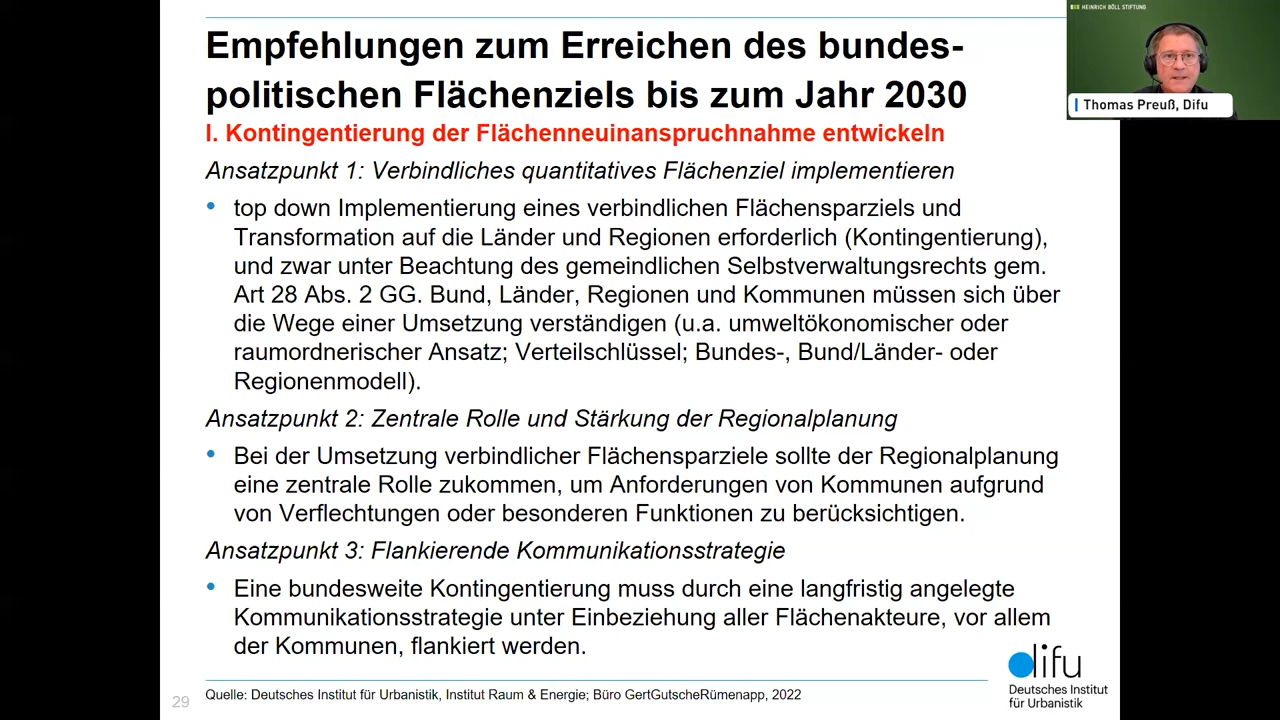 Empfehlungen zum Erreichen des bundes-
politischen Flächenziels bis zum Jahr 2030
I. Kontingentierung der Flächenneuinanspruchnahme entwickeln
Ansatzpunkt 1: Verbindliches quantitatives Flächenziel implementieren
• top down Implementierung eines verbindlichen Flächensparziels und
Transformation auf die Länder und Regionen erforderlich (Kontingentierung),
und zwar unter Beachtung des gemeindlichen Selbstverwaltungsrechts gem.
Art 28 Abs. 2 GG. Bund, Länder, Regionen und Kommunen müssen sich über
die Wege einer Umsetzung verständigen (u.a. umweltökonomischer oder
raumordnerischer Ansatz; Verteilschlüssel; Bundes-, Bund/Länder- oder
Regionenmodell).
Ansatzpunkt 2: Zentrale Rolle und Stärkung der Regionalplanung
• Bei der Umsetzung verbindlicher Flächensparziele sollte der Regionalplanung
eine zentrale Rolle zukommen, um Anforderungen von Kommunen aufgrund
von Verflechtungen oder besonderen Funktionen zu berücksichtigen.
Ansatzpunkt 3: Flankierende Kommunikationsstrategie
• Eine bundesweite Kontingentierung muss durch eine langfristig angelegte
Kommunikationsstrategie unter Einbeziehung aller Flächenakteure, vor allem
der Kommunen, flankiert werden.
29
Quelle: Deutsches Institut für Urbanistik, Institut Raum & Energie; Büro GertGutscheRümenapp, 2022
difu
Deutsches Institut
für Urbanistik
HEINRICH BÖLL STIFTUNG
Thomas Preuß, Difu